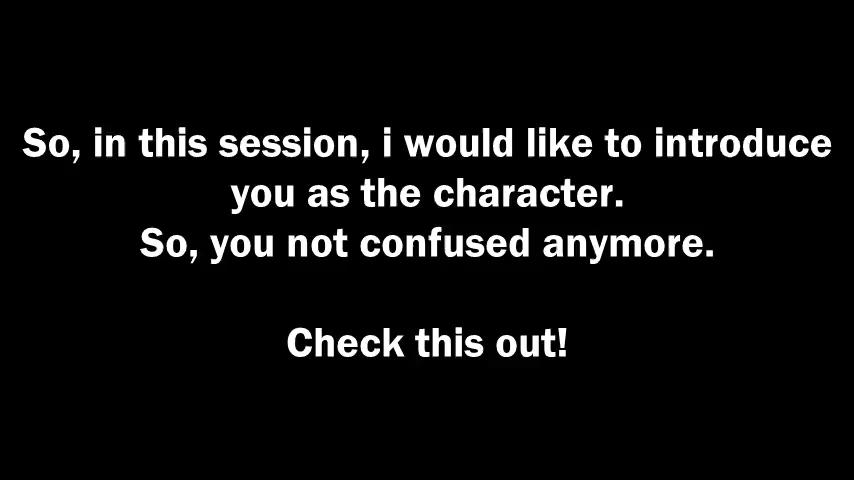 So, in this session, i would like to introduce
you as the character.
So, you not confused anymore.
Check this out!